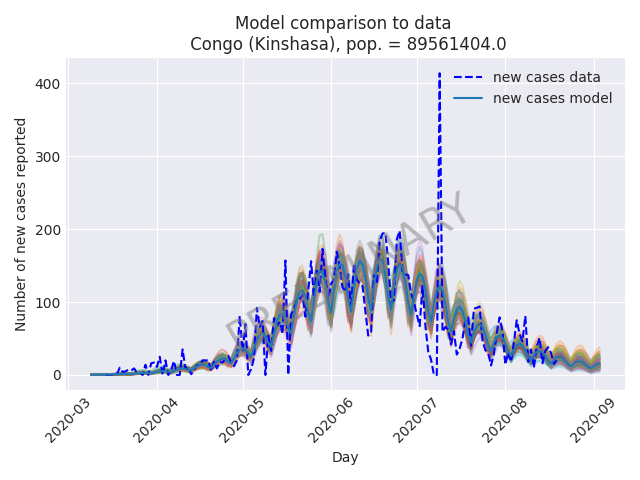 Model comparison to data
Congo (Kinshasa), pop. = 89561404.0
new cases data
new cases model
400
300
200
100
0
Number of new cases reported
PRELIMINARY
2020-03
2020-04
2020-05
2020-06
2020-07
2020-08
2020-09
Day